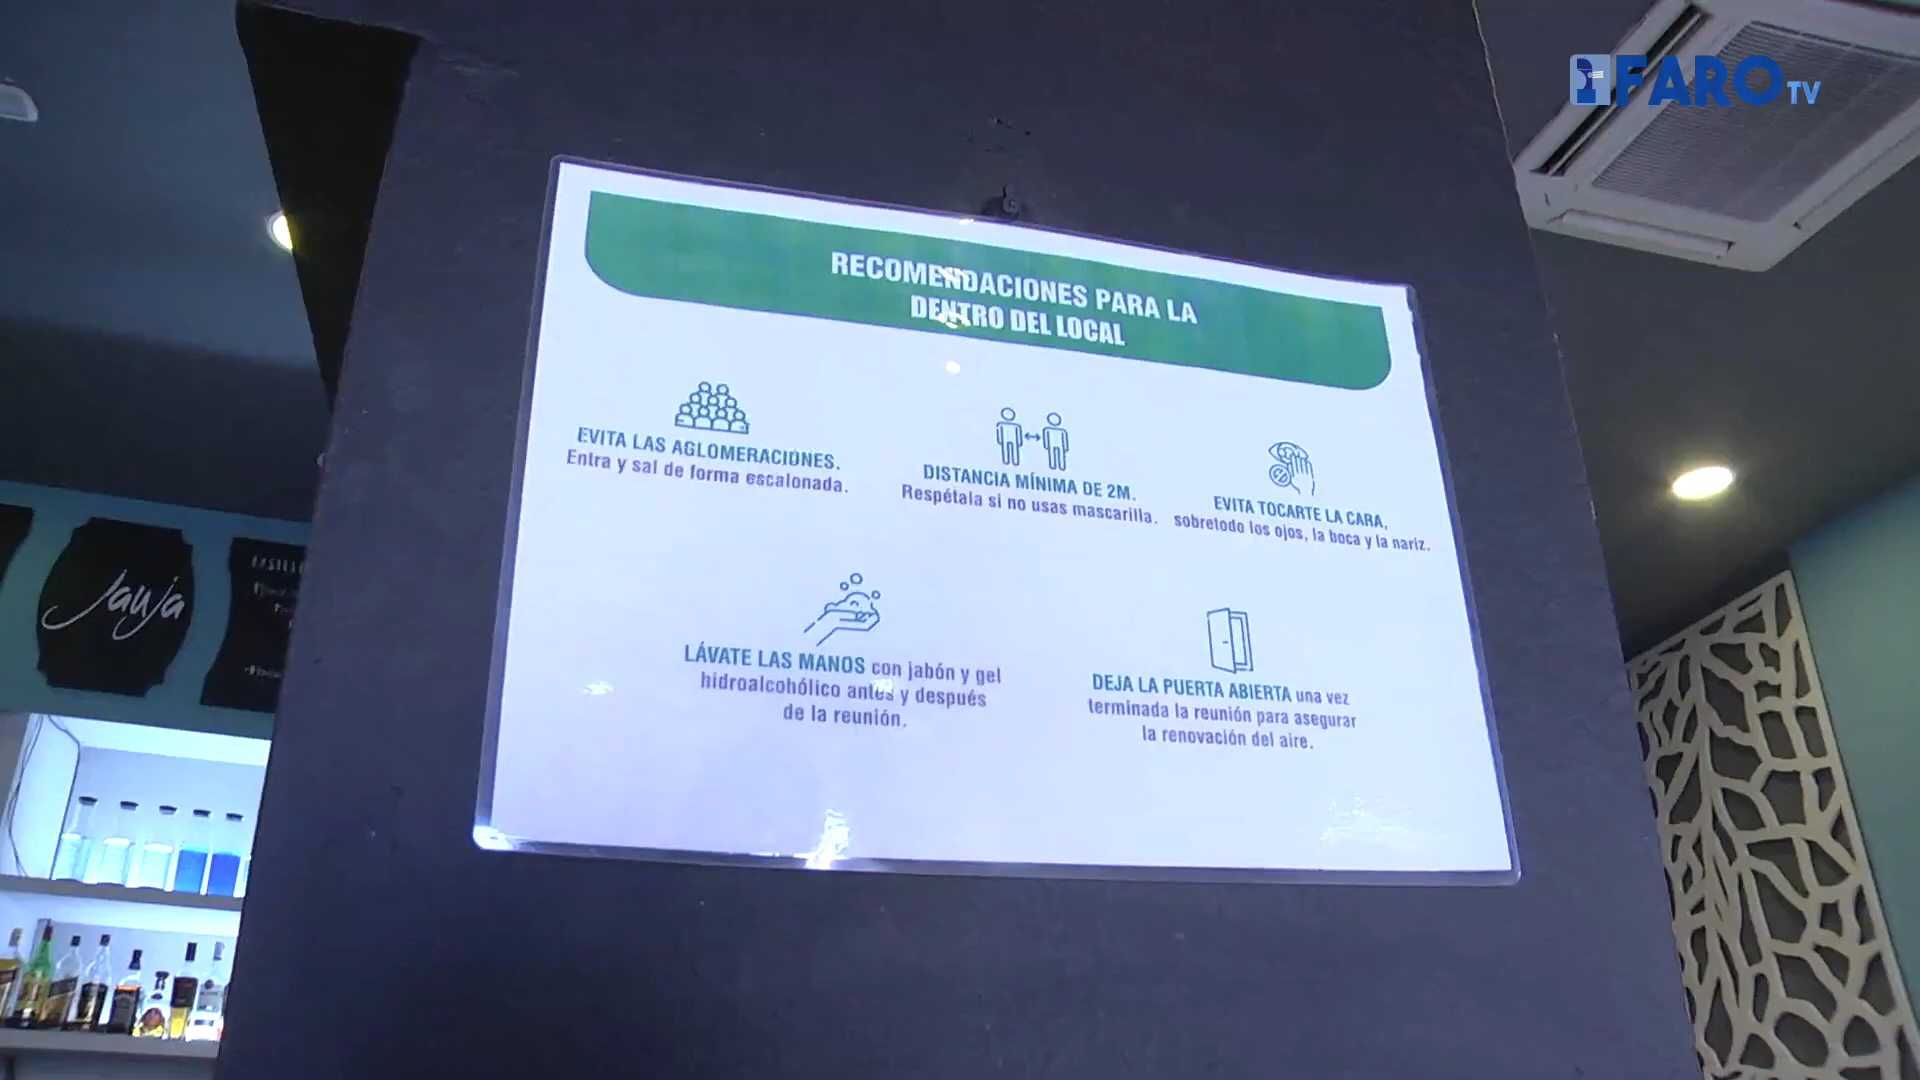 FARO TV
RECOMENDACIONES PARA LA
DENTRO DEL LOCAL
EVITA LAS AGLOMERACIONES.
Entra y sal de forma escalonada.
DISTANCIA MÍNIMA DE 2M.
Respétala si no usas mascarilla.
EVITA TOCARTE LA CARA,
sobretodo los ojos, la boca y la nariz.
LÁVATE LAS MANOS con jabón y gel
hidroalcohólico antes y después
de la reunión.
DEJA LA PUERTA ABIERTA una vez
terminada la reunión para asegurar
la renovación del aire.
Jauja